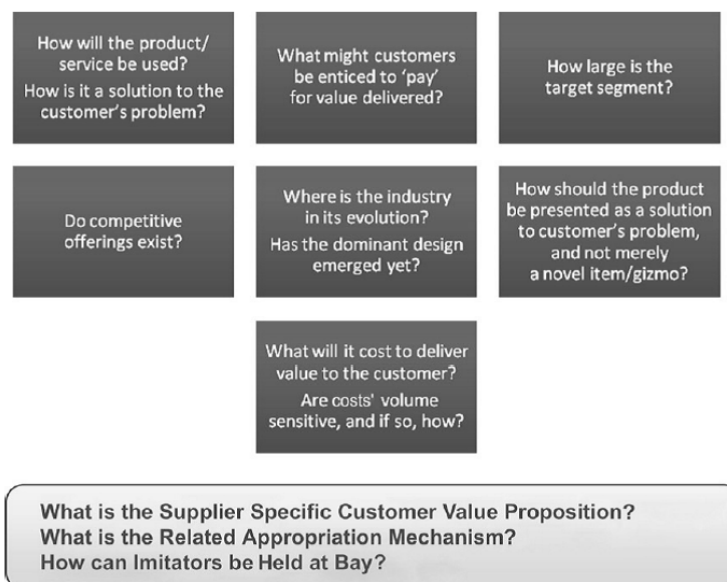 How will the product/
service be used?
How is it a solution to the
customer's problem?
What might customers
be enticed to 'pay'
for value delivered?
How large is the
target segment?
Do competitive
offerings exist?
Where is the industry
in its evolution?
Has the dominant design
emerged yet?
How should the product
be presented as a solution
to customer's problem,
and not merely
a novel item/gizmo?
What will it cost to deliver
value to the customer?
Are costs' volume
sensitive, and if so, how?
What is the Supplier Specific Customer Value Proposition?
What is the Related Appropriation Mechanism?
How can Imitators be Held at Bay?